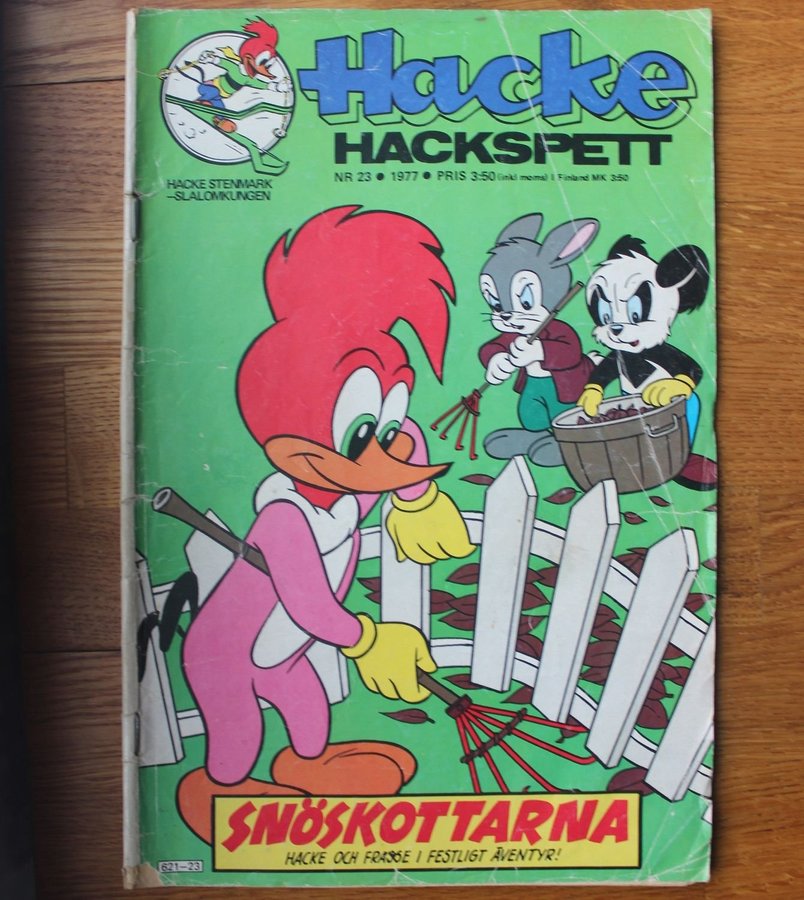 Hacke
HACKSPETT
NR 23 • 1977 • PRIS 3:50 (inkl moms) I Finland MK 3:50
HACKE STENMARK
–SLALOMKUNGEN
SNÖSKOTTARNA
HACKE OCH FRASSE I FESTLIGT ÄVENTYR!
621–23